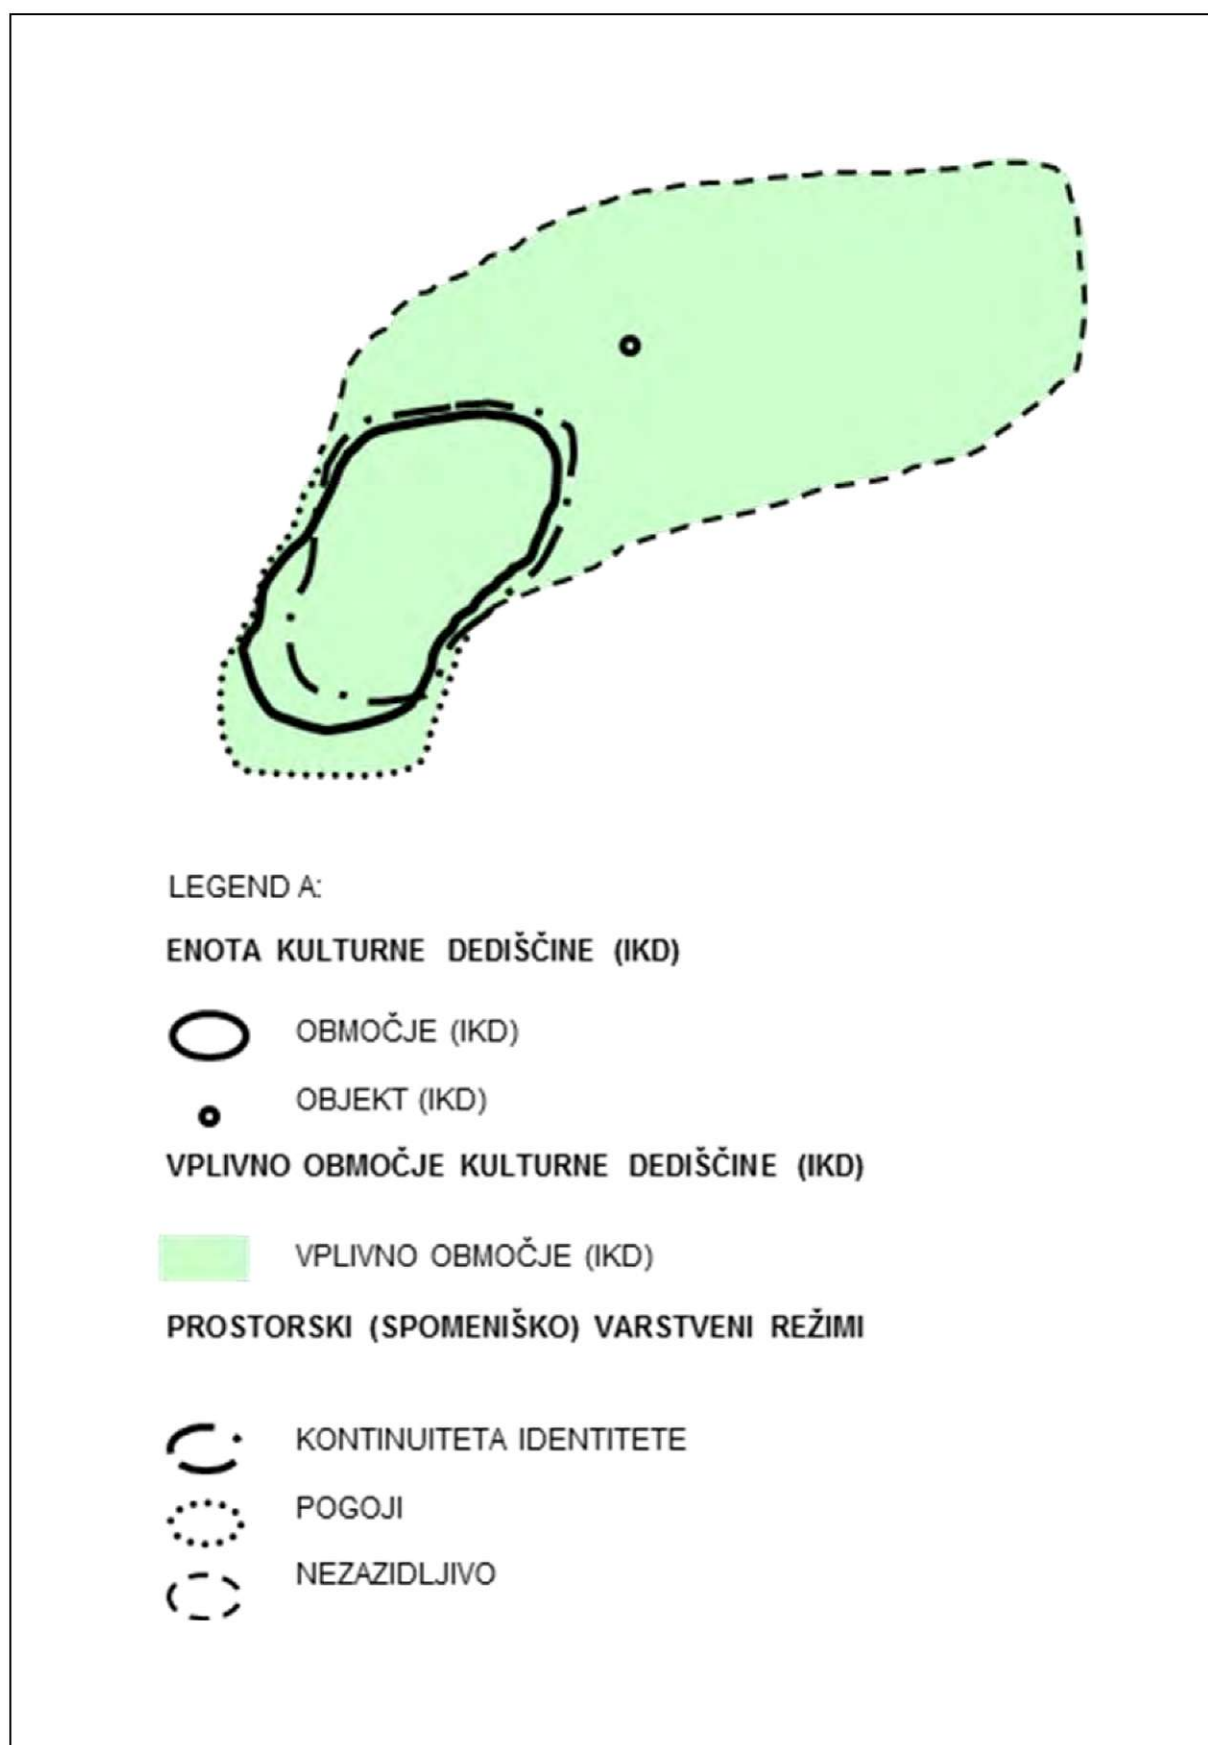 LEGEND A:
ENOTA KULTURNE DEDIŠČINE (IKD)
OBMOČJE (IKD)
OBJEKT (IKD)
VPLIVNO OBMOČJE KULTURNE DEDIŠČINE (IKD)
VPLIVNO OBMOČJE (IKD)
PROSTORSKI (SPOMENIŠKO) VARSTVENI REŽIMI
KONTINUITETA IDENTITETE
POGOJI
NEZAZIDLJIVO